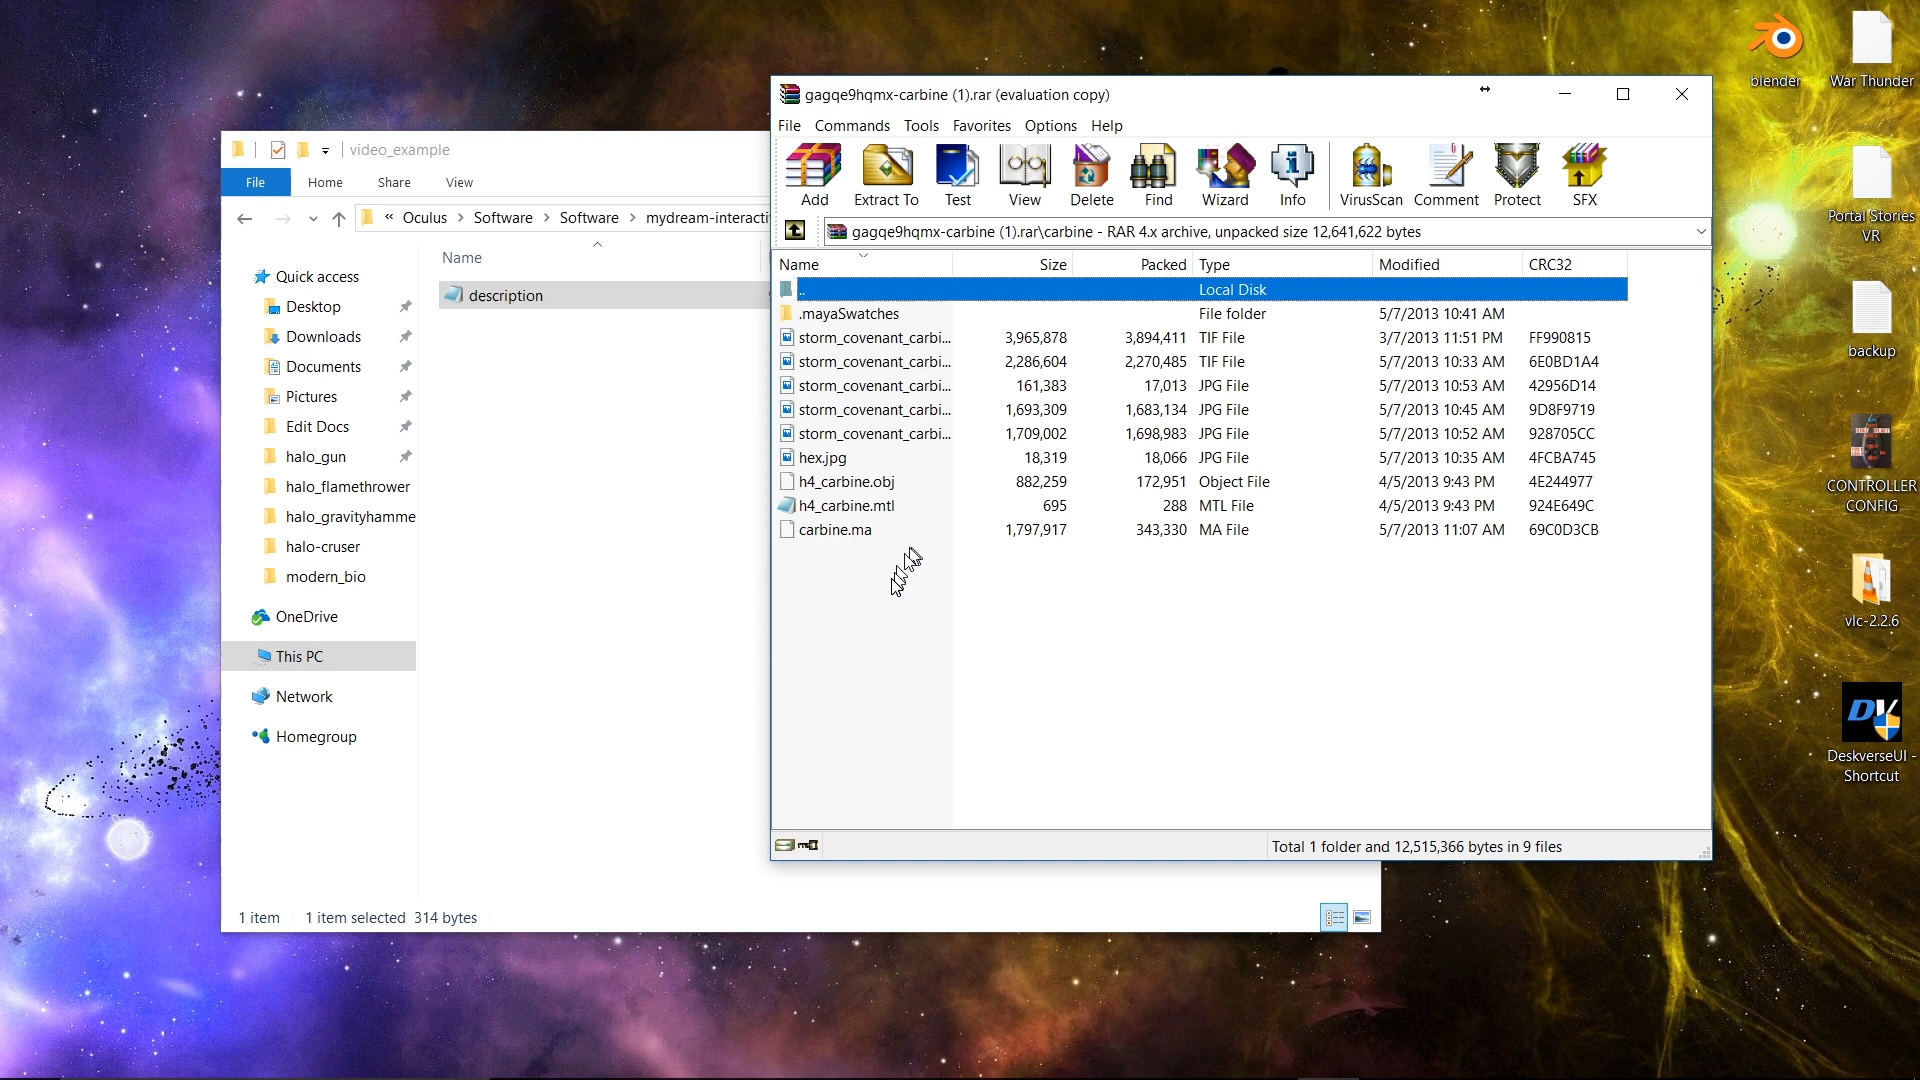 video_example
File Home Share View
« Oculus > Software > Software > mydream-interacti
Name
Quick access
Desktop
Downloads
Documents
Pictures
Edit Docs
halo_gun
halo_flamethrower
halo_gravityhamme
halo-cruser
modern_bio
OneDrive
This PC
Network
Homegroup
description
1 item 1 item selected 314 bytes
gagqe9hqmx-carbine (1).rar (evaluation copy)
File Commands Tools Favorites Options Help
Add Extract To Test View Delete Find Wizard Info VirusScan Comment Protect SFX
gagqe9hqmx-carbine (1).rar\carbine - RAR 4.x archive, unpacked size 12,641,622 bytes
Name Size Packed Type Modified CRC32
.. Local Disk
.mayaSwatches File folder 5/7/2013 10:41 AM
storm_covenant_carbi... 3,965,878 3,894,411 TIF File 3/7/2013 11:51 PM FF990815
storm_covenant_carbi... 2,286,604 2,270,485 TIF File 5/7/2013 10:33 AM 6E0BD1A4
storm_covenant_carbi... 161,383 17,013 JPG File 5/7/2013 10:53 AM 42956D14
storm_covenant_carbi... 1,693,309 1,683,134 JPG File 5/7/2013 10:45 AM 9D8F9719
storm_covenant_carbi... 1,709,002 1,698,983 JPG File 5/7/2013 10:52 AM 928705CC
hex.jpg 18,319 18,066 JPG File 5/7/2013 10:35 AM 4FCBA745
h4_carbine.obj 882,259 172,951 Object File 4/5/2013 9:43 PM 4E244977
h4_carbine.mtl 695 288 MTL File 4/5/2013 9:43 PM 924E649C
carbine.ma 1,797,917 343,330 MA File 5/7/2013 11:07 AM 69C0D3CB
Total 1 folder and 12,515,366 bytes in 9 files
blender
War Thunder
Portal Stories
VR
backup
CONTROLLER
CONFIG
vlc-2.2.6
DV
DeskverseUI -
Shortcut